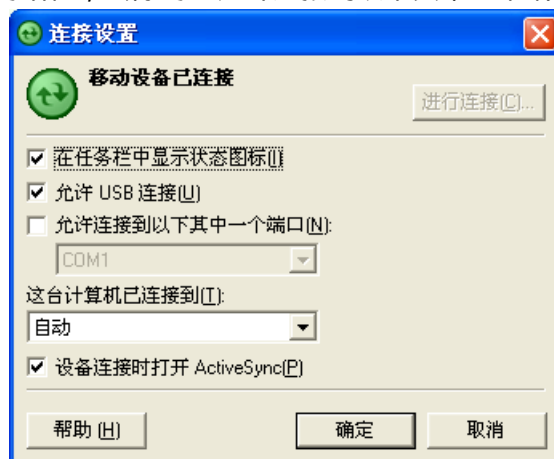 连接设置
移动设备已连接
进行连接(C)...
在任务栏中显示状态图标(I)
允许 USB 连接(U)
允许连接到以下其中一个端口(N):
COM1
这台计算机已连接到(T):
自动
设备连接时打开 ActiveSync(P)
帮助 (H)
确定
取消